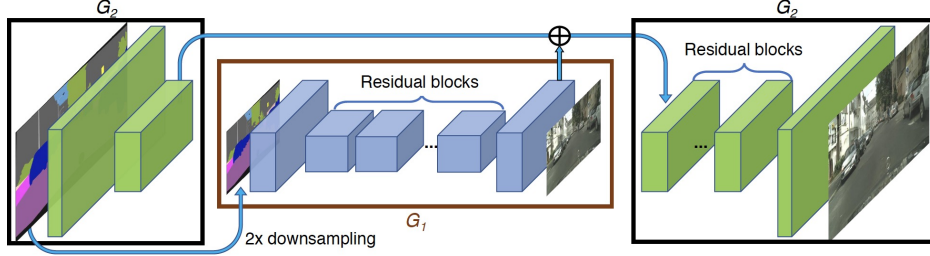 G2
G2
Residual blocks
Residual blocks
...
...
G1
2x downsampling